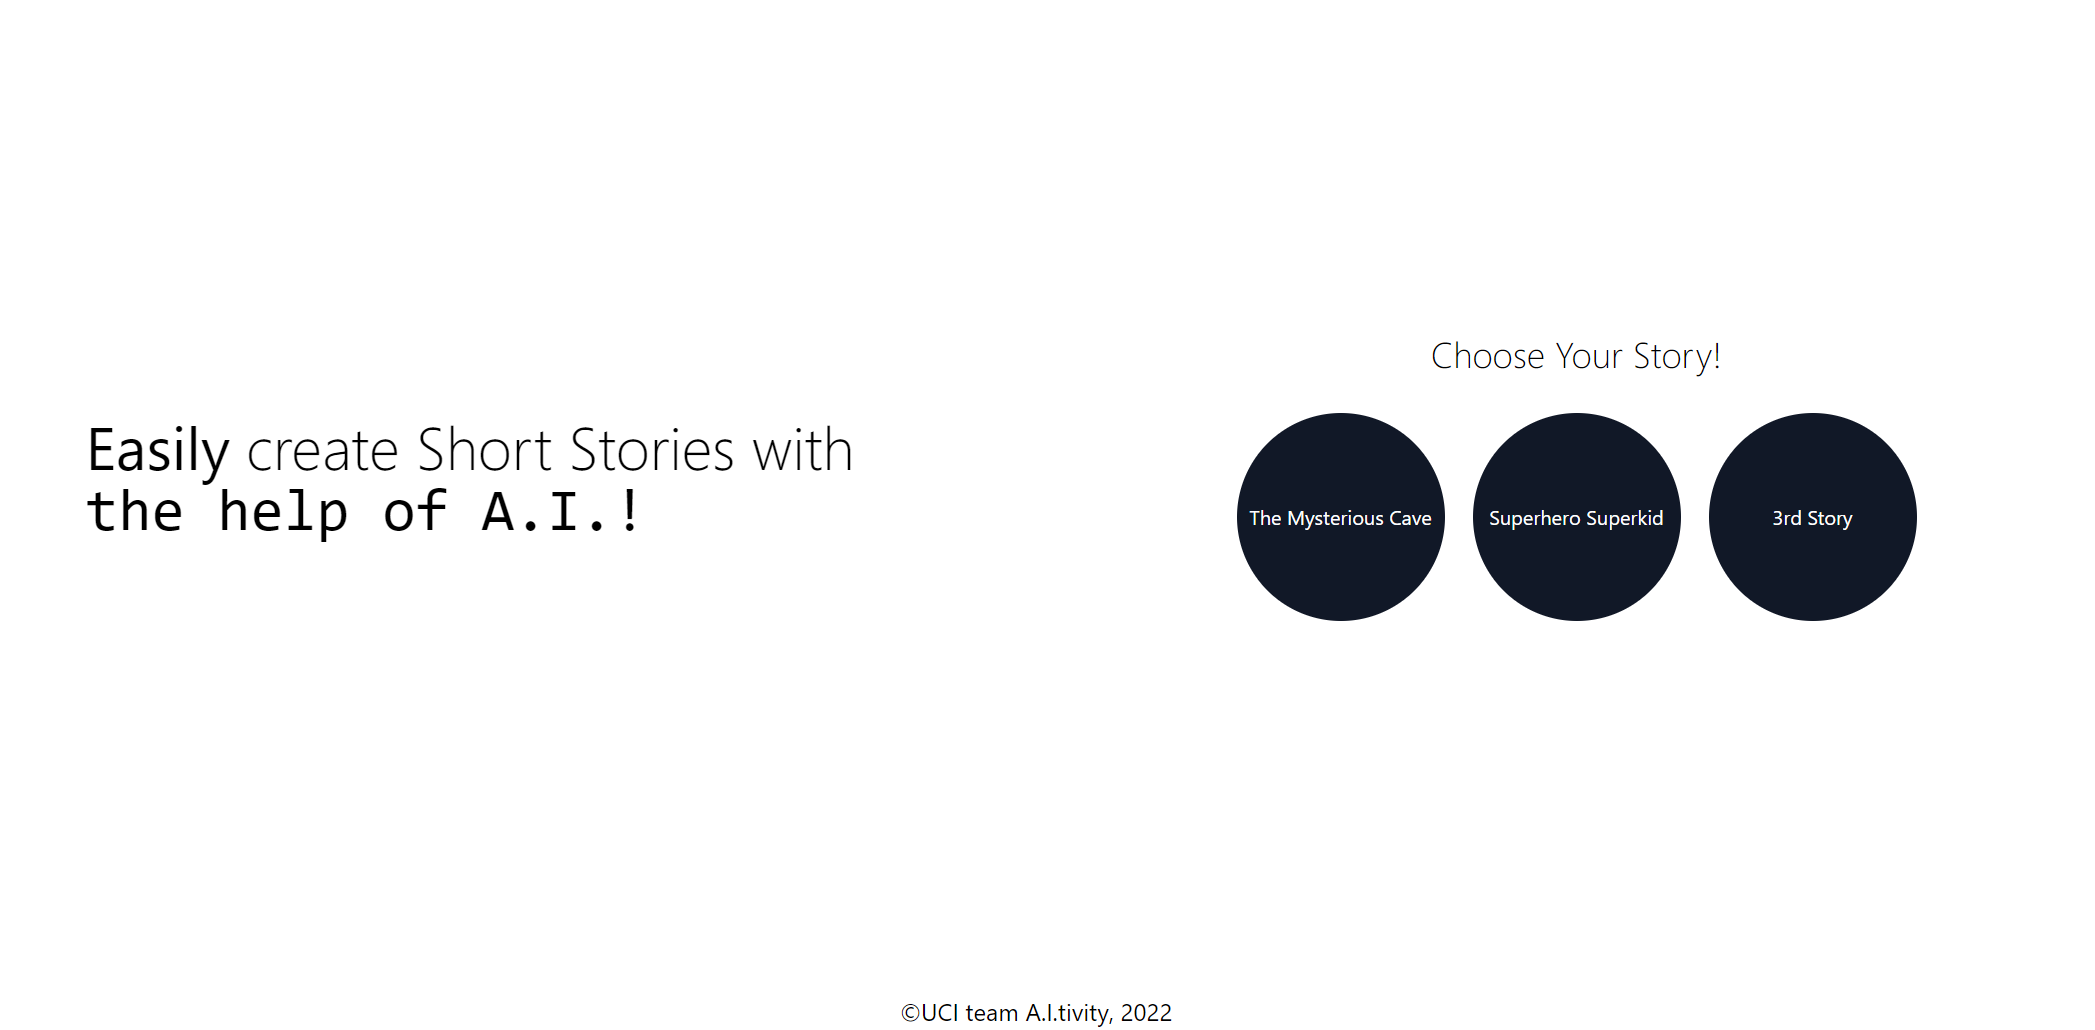 Easily create Short Stories with
the help of A.I.!
Choose Your Story!
The Mysterious Cave
Superhero Superkid
3rd Story
©UCI team A.I.tivity, 2022